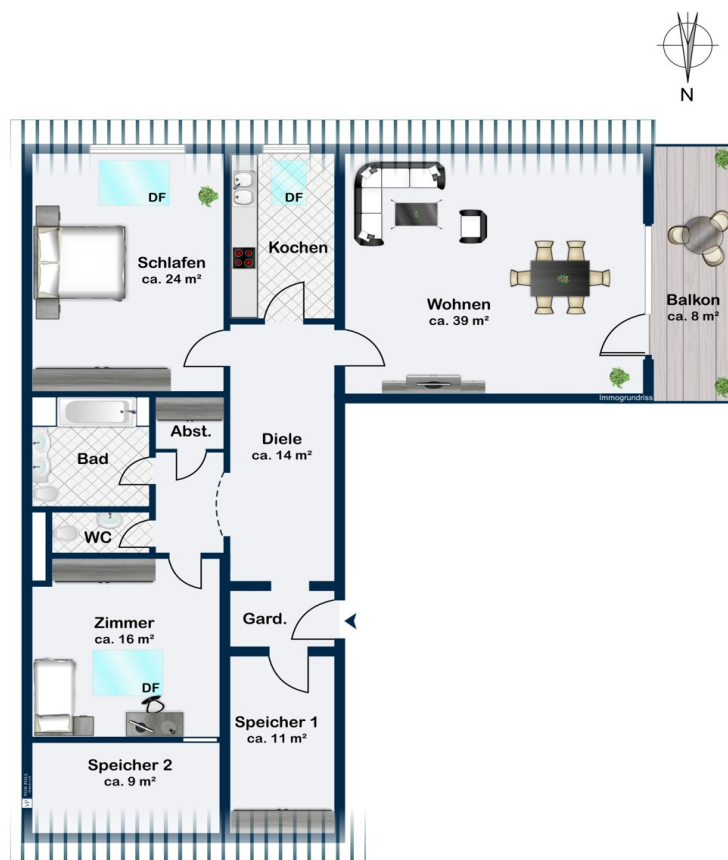 N
DF
Schlafen
ca. 24 m²
DF
Kochen
Wohnen
ca. 39 m²
Balkon
ca. 8 m²
Immogrundriss
Abst.
Bad
Diele
ca. 14 m²
WC
Zimmer
ca. 16 m²
DF
Gard.
Speicher 1
ca. 11 m²
Speicher 2
ca. 9 m²
VON POLL